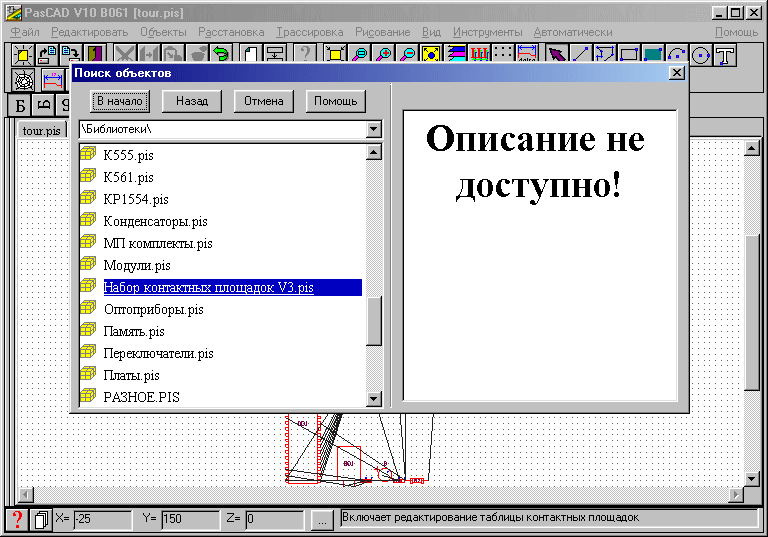 PasCAD V10 B061 [tour.pis]
Файл Редактировать Объекты Расстановка Трассировка Рисование Вид Инструменты Автоматически Помощь
Поиск объектов
В начало Назад Отмена Помощь
\Библиотеки\
Описание не
доступно!
tour.pis
К555.pis
К561.pis
КР1554.pis
Конденсаторы.pis
МП комплекты.pis
Модули.pis
Набор контактных площадок V3.pis
Оптоприборы.pis
Память.pis
Переключатели.pis
Платы.pis
РАЗНОЕ.PIS
X= -25 Y= 150 Z= 0 ... Включает редактирование таблицы контактных площадок